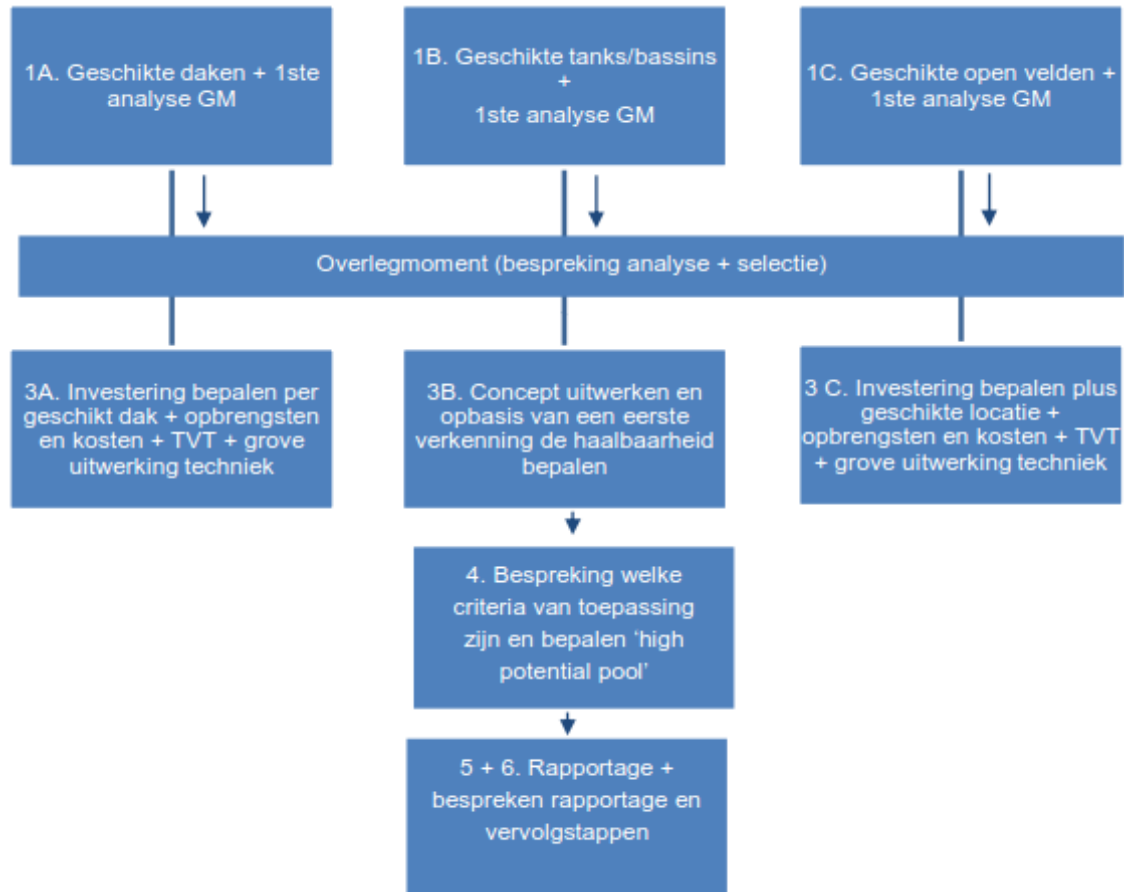 1A. Geschikte daken + 1ste
analyse GM
1B. Geschikte tanks/bassins
+
1ste analyse GM
1C. Geschikte open velden +
1ste analyse GM
Overlegmoment (bespreking analyse + selectie)
3A. Investering bepalen per
geschikt dak + opbrengsten
en kosten + TVT + grove
uitwerking techniek
3B. Concept uitwerken en
opbasis van een eerste
verkenning de haalbaarheid
bepalen
3 C. Investering bepalen plus
geschikte locatie +
opbrengsten en kosten + TVT
+ grove uitwerking techniek
4. Bespreking welke
criteria van toepassing
zijn en bepalen ‘high
potential pool’
5 + 6. Rapportage +
bespreken rapportage en
vervolgstappen